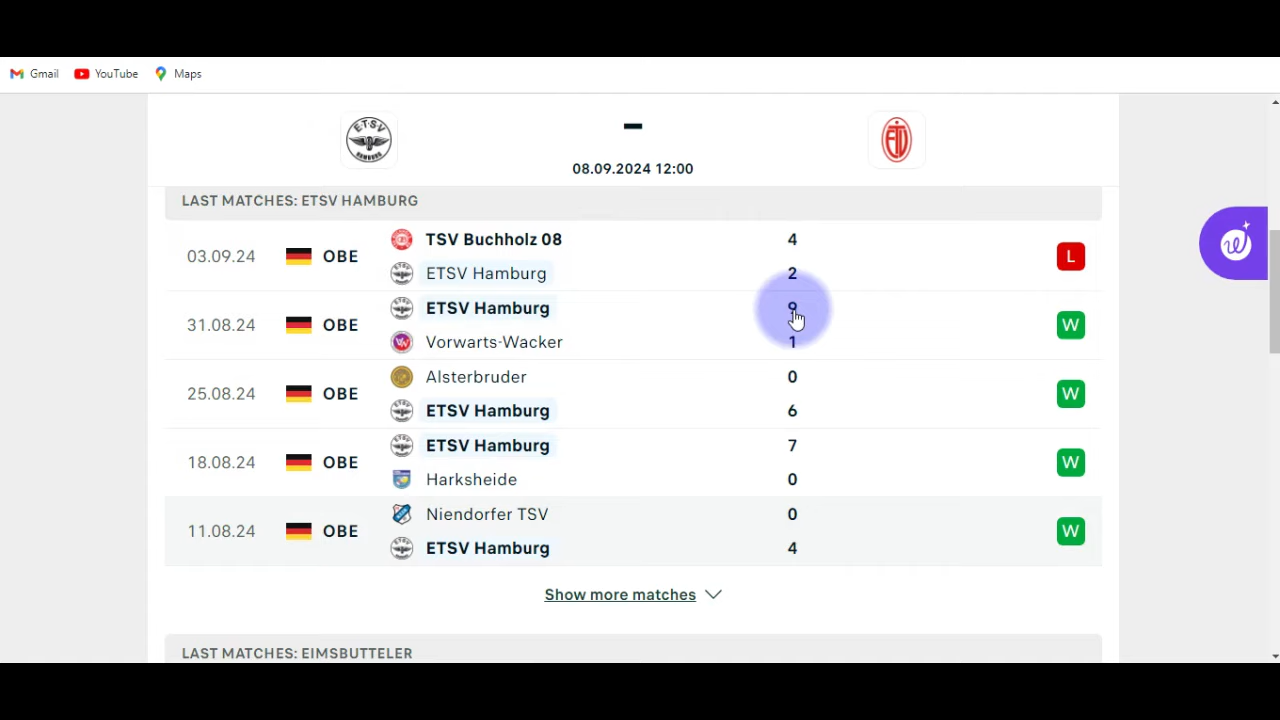 Gmail YouTube Maps
E.T.S.V. HAMBURG ETV
08.09.2024 12:00
LAST MATCHES: ETSV HAMBURG
03.09.24 OBE TSV Buchholz 08 4 L
ETSV Hamburg 2
31.08.24 OBE ETSV Hamburg 9 W
Vorwarts-Wacker 1
25.08.24 OBE Alsterbruder 0 W
ETSV Hamburg 6
18.08.24 OBE ETSV Hamburg 7 W
Harksheide 0
11.08.24 OBE Niendorfer TSV 0 W
ETSV Hamburg 4
Show more matches
LAST MATCHES: EIMSBUTTELER